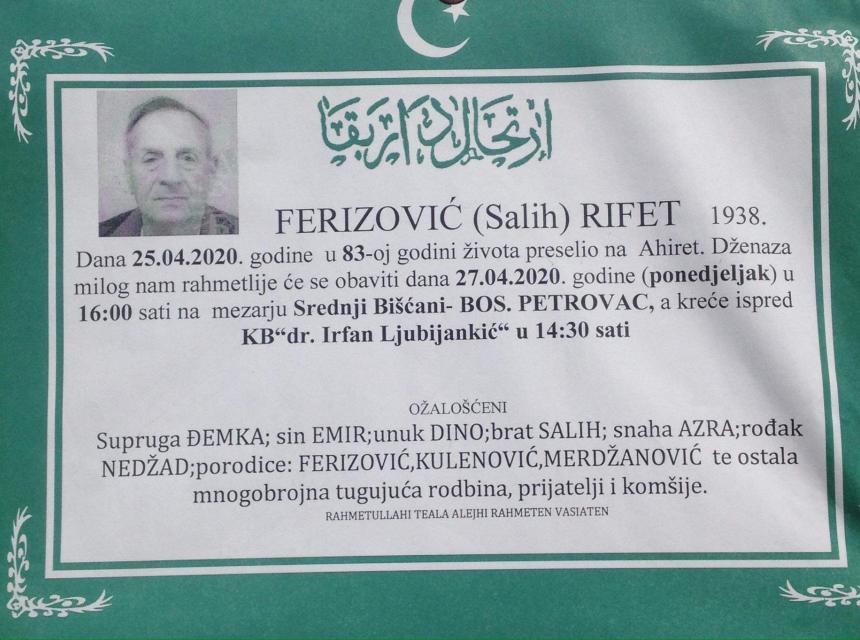 ارتحال دار بقا
FERIZOVIĆ (Salih) RIFET 1938.
Dana 25.04.2020. godine u 83-oj godini života preselio na Ahiret. Dženaza
milog nam rahmetlije će se obaviti dana 27.04.2020. godine (ponedjeljak) u
16:00 sati na mezarju Srednji Bišćani- BOS. PETROVAC, a kreće ispred
KB“dr. Irfan Ljubijankić“ u 14:30 sati
OŽALOŠĆENI
Supruga ĐEMKA; sin EMIR;unuk DINO;brat SALIH; snaha AZRA;rođak
NEDŽAD;porodice: FERIZOVIĆ,KULENOVIĆ,MERDŽANOVIĆ te ostala
mnogobrojna tugujuća rodbina, prijatelji i komšije.
RAHMETULLAHI TEALA ALEJHI RAHMETEN VASIATEN